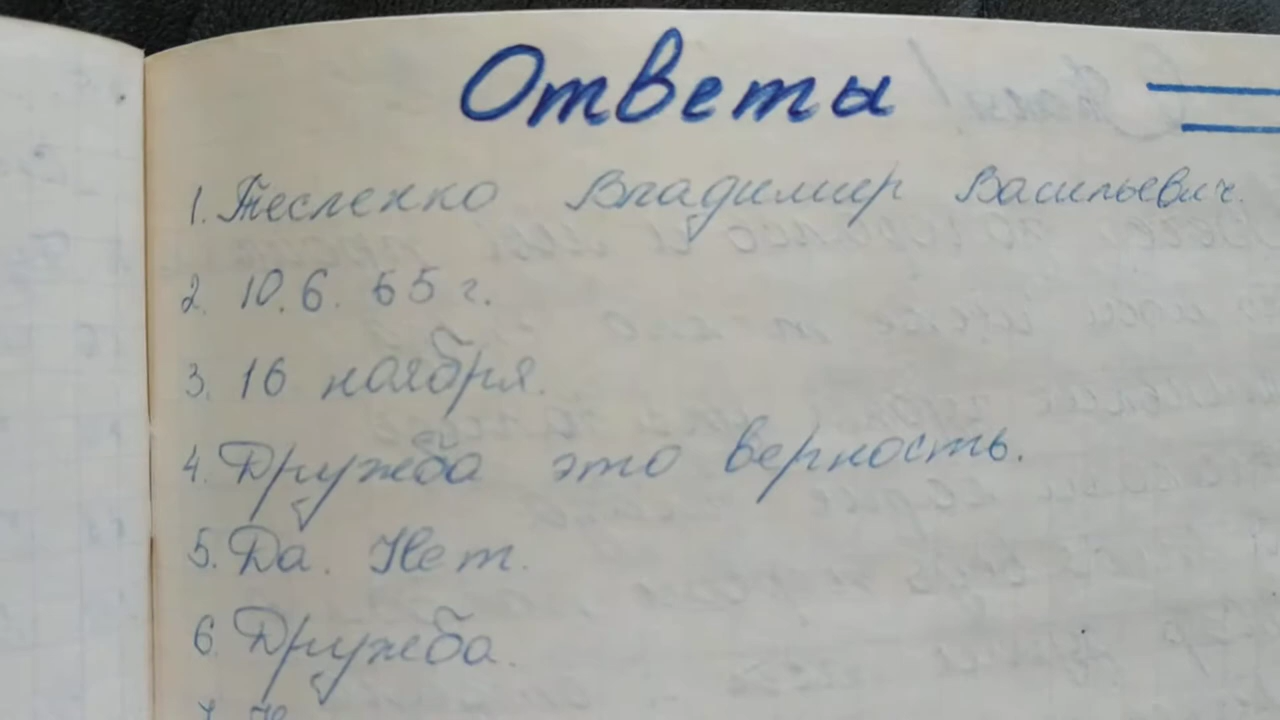 Ответы
1. Тесленко Владимир Васильевич.
2. 10.6. 65 г.
3. 16 ноября.
4. Дружба это верность.
5. Да. Нет.
6. Дружба.
7.